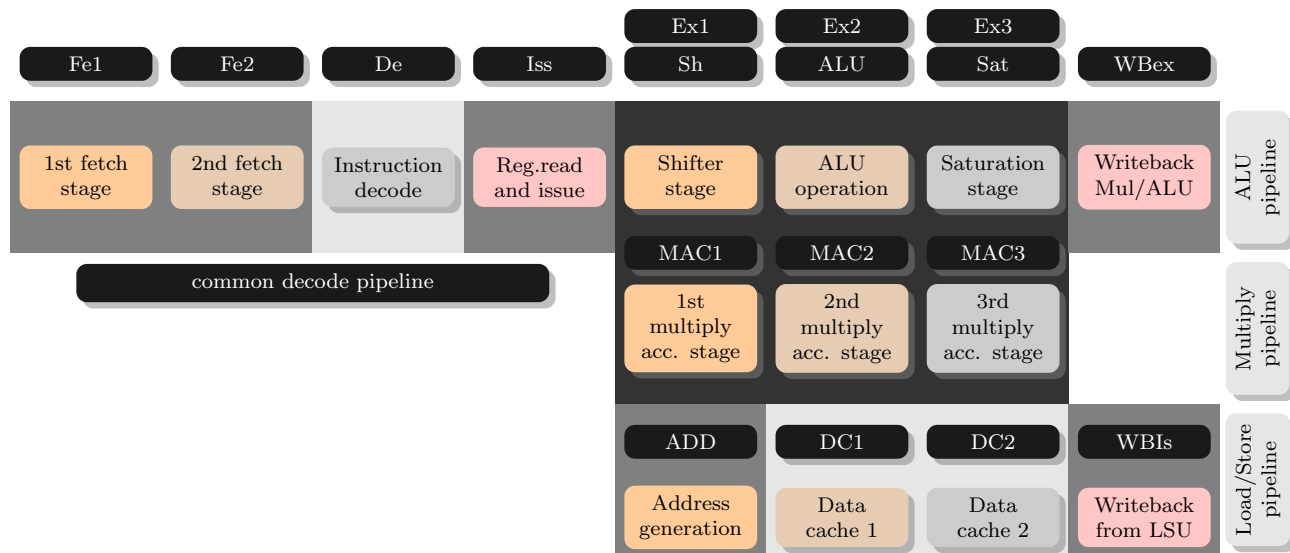 Ex1
Ex2
Ex3
Fe1
Fe2
De
Iss
Sh
ALU
Sat
WBex
1st fetch
stage
2nd fetch
stage
Instruction
decode
Reg.read
and issue
Shifter
stage
ALU
operation
Saturation
stage
Writeback
Mul/ALU
ALU
pipeline
common decode pipeline
MAC1
MAC2
MAC3
1st
multiply
acc. stage
2nd
multiply
acc. stage
3rd
multiply
acc. stage
Multiply
pipeline
ADD
DC1
DC2
WBIs
Address
generation
Data
cache 1
Data
cache 2
Writeback
from LSU
Load/Store
pipeline